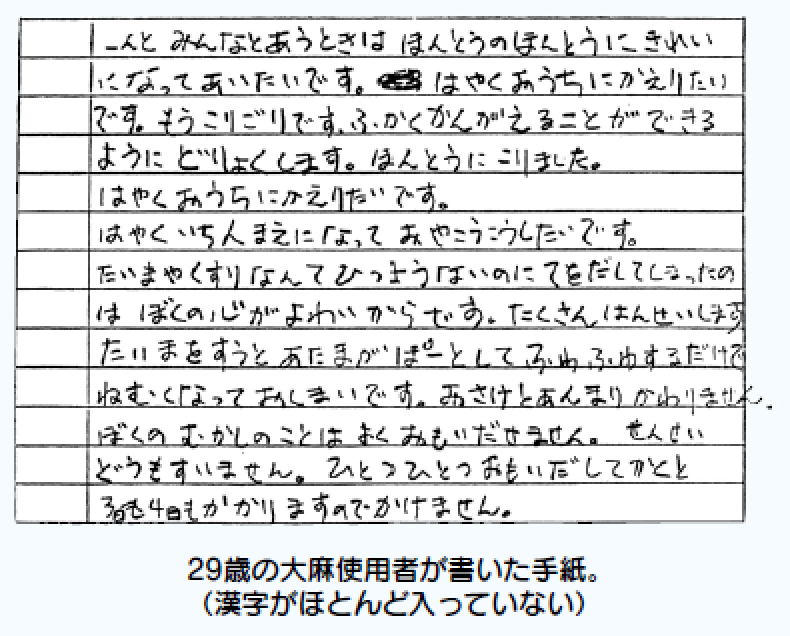 んと みんなとあうときは ほんとうのほんとうに きれい
になって あいたいです。 はやくおうちにかえりたい
です。もうこりごりです。ふかくかんがえることができる
ように どりょくします。ほんとうに こりました。
はやくおうちにかえりたいです。
はやくいち人まえになって おやこうこうしたいです。
たいまやくすりなんてひつようないのに てをだしてしまったの
は ぼくの心がよわいからです。たくさんはんせいします
たいまをすうとあたまがぱーとしてふわふわするだけで
ねむくなっておしまいです。おさけとあんまりかわりません.
ぼくのむかしのことはよくおもいだせません。 せんせい
どうもすいません。ひとつひとつおもいだしてかくと
3日も4日もかかりますのでかけません。
29歳の大麻使用者が書いた手紙。
（漢字がほとんど入っていない）